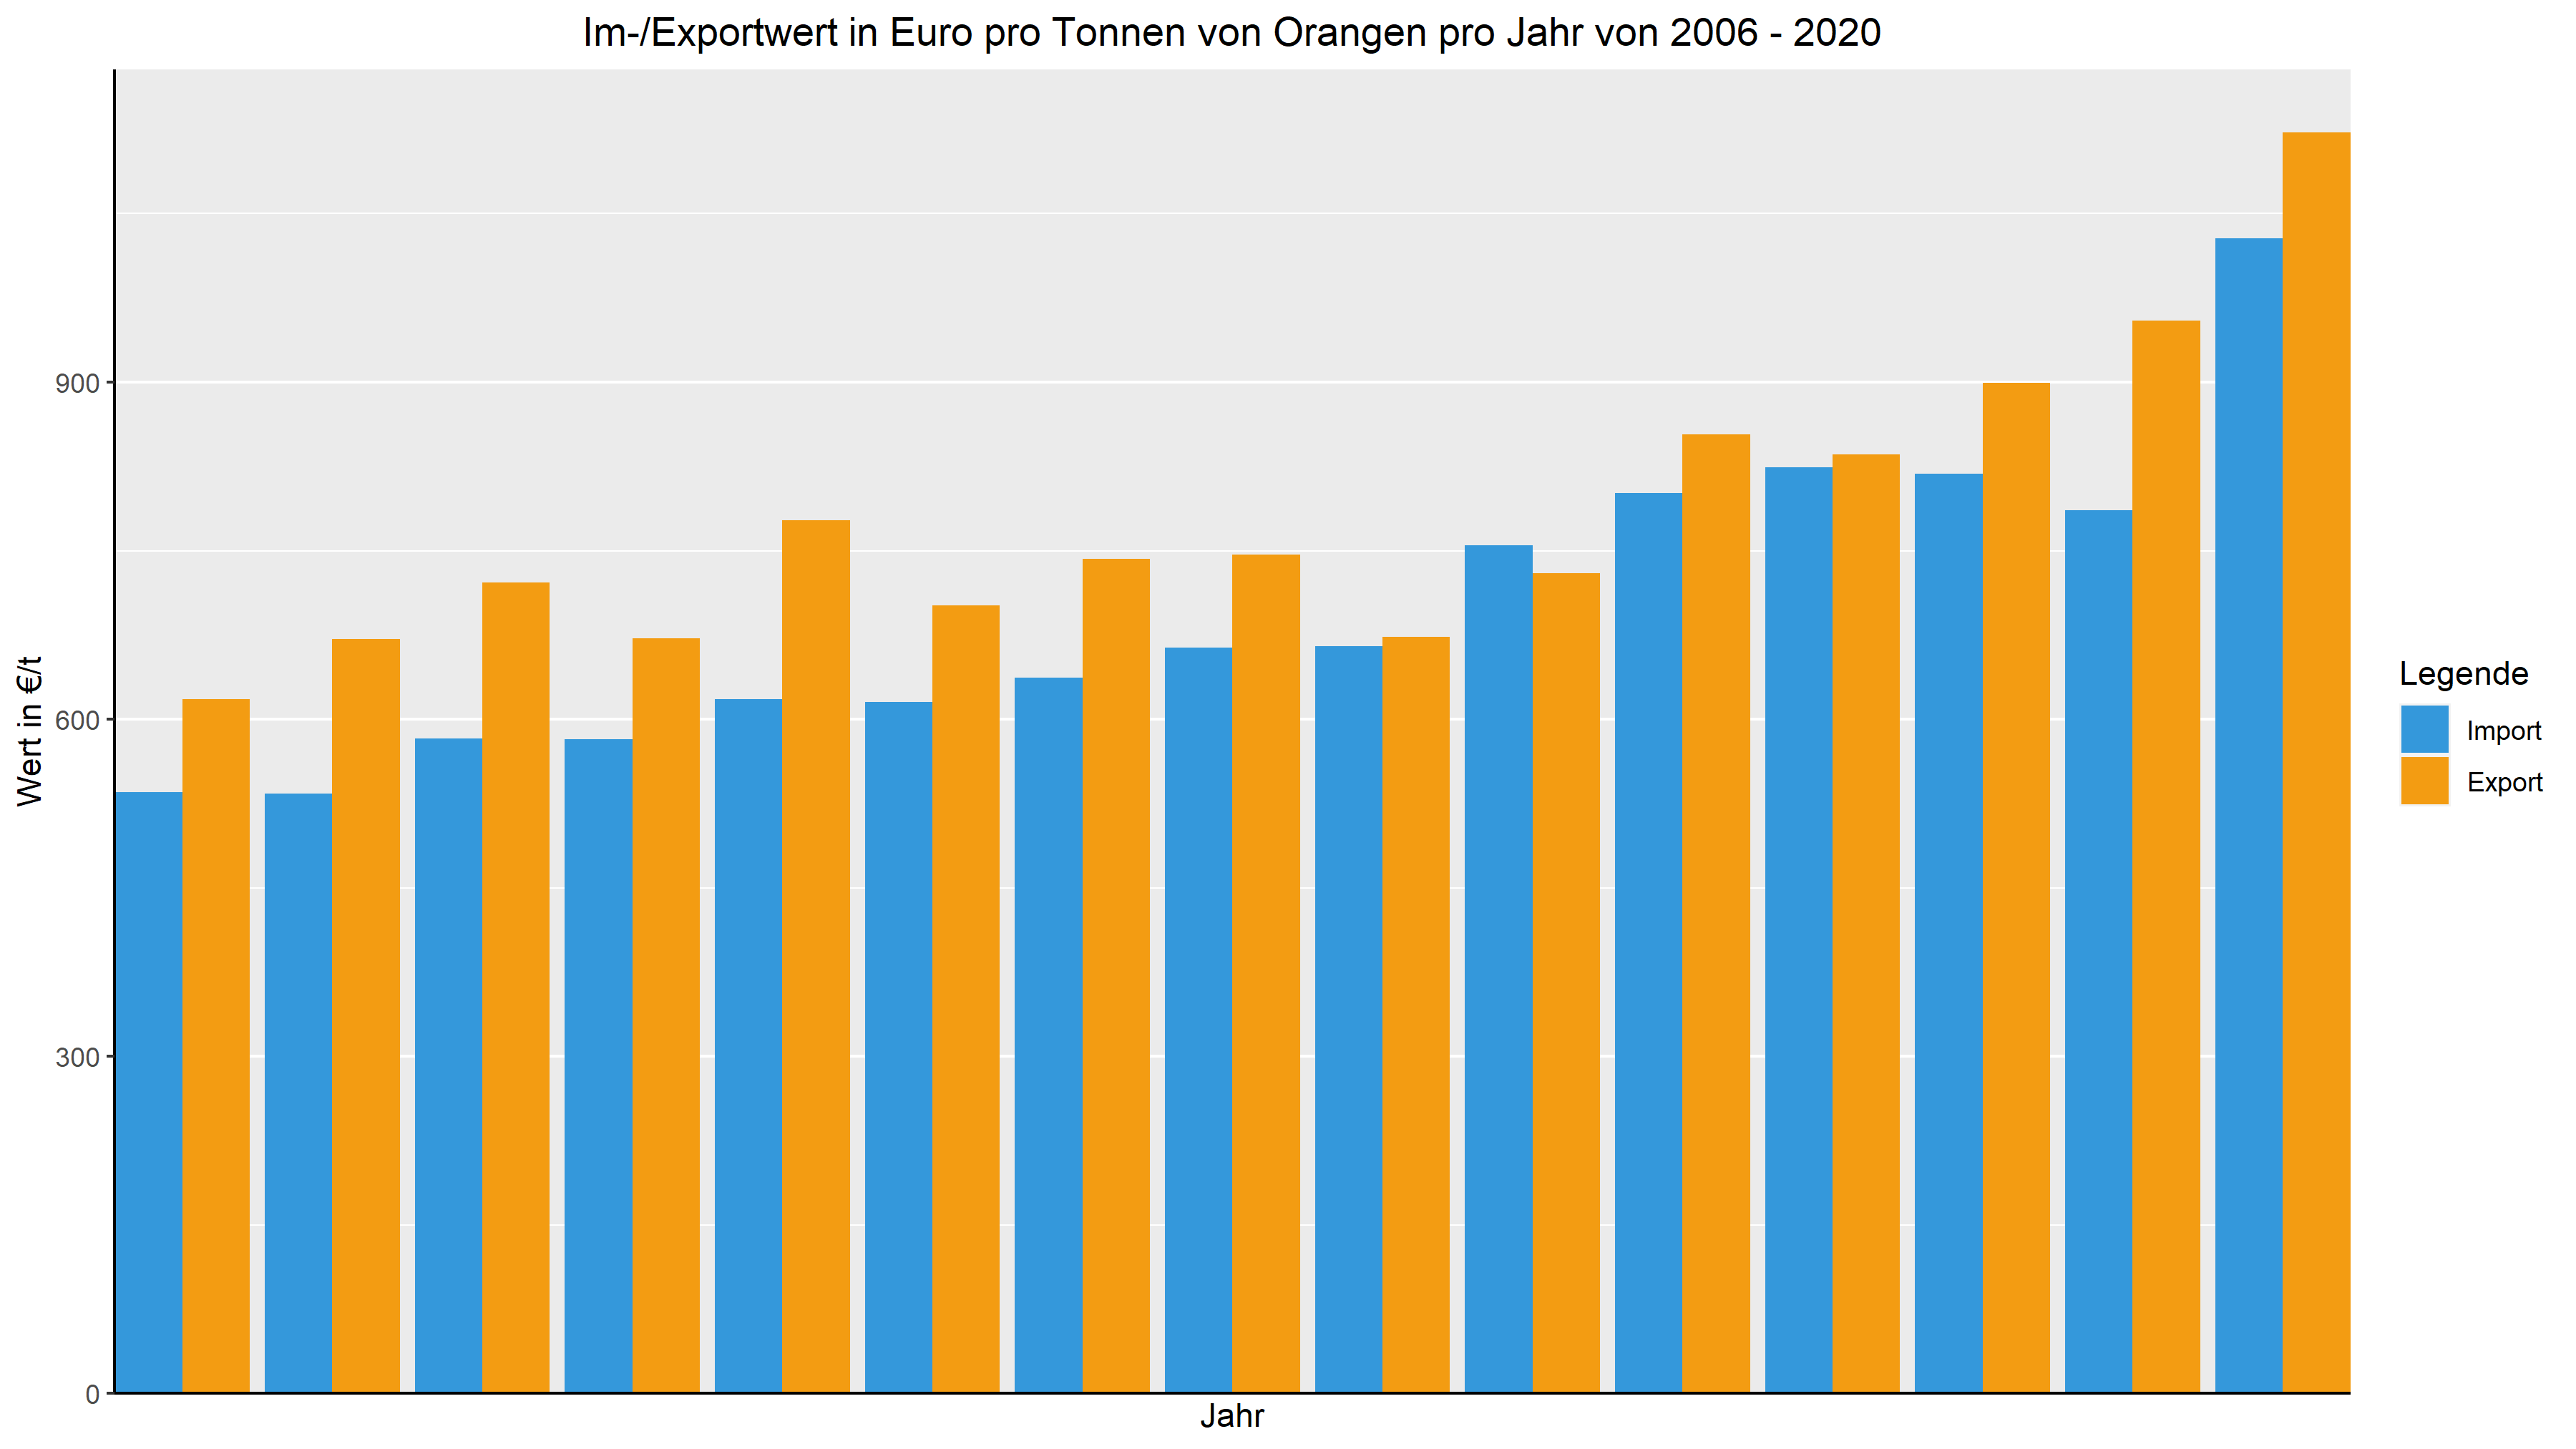 Im-/Exportwert in Euro pro Tonnen von Orangen pro Jahr von 2006 - 2020
Wert in €/t
900
600
300
0
Jahr
Legende
Import
Export